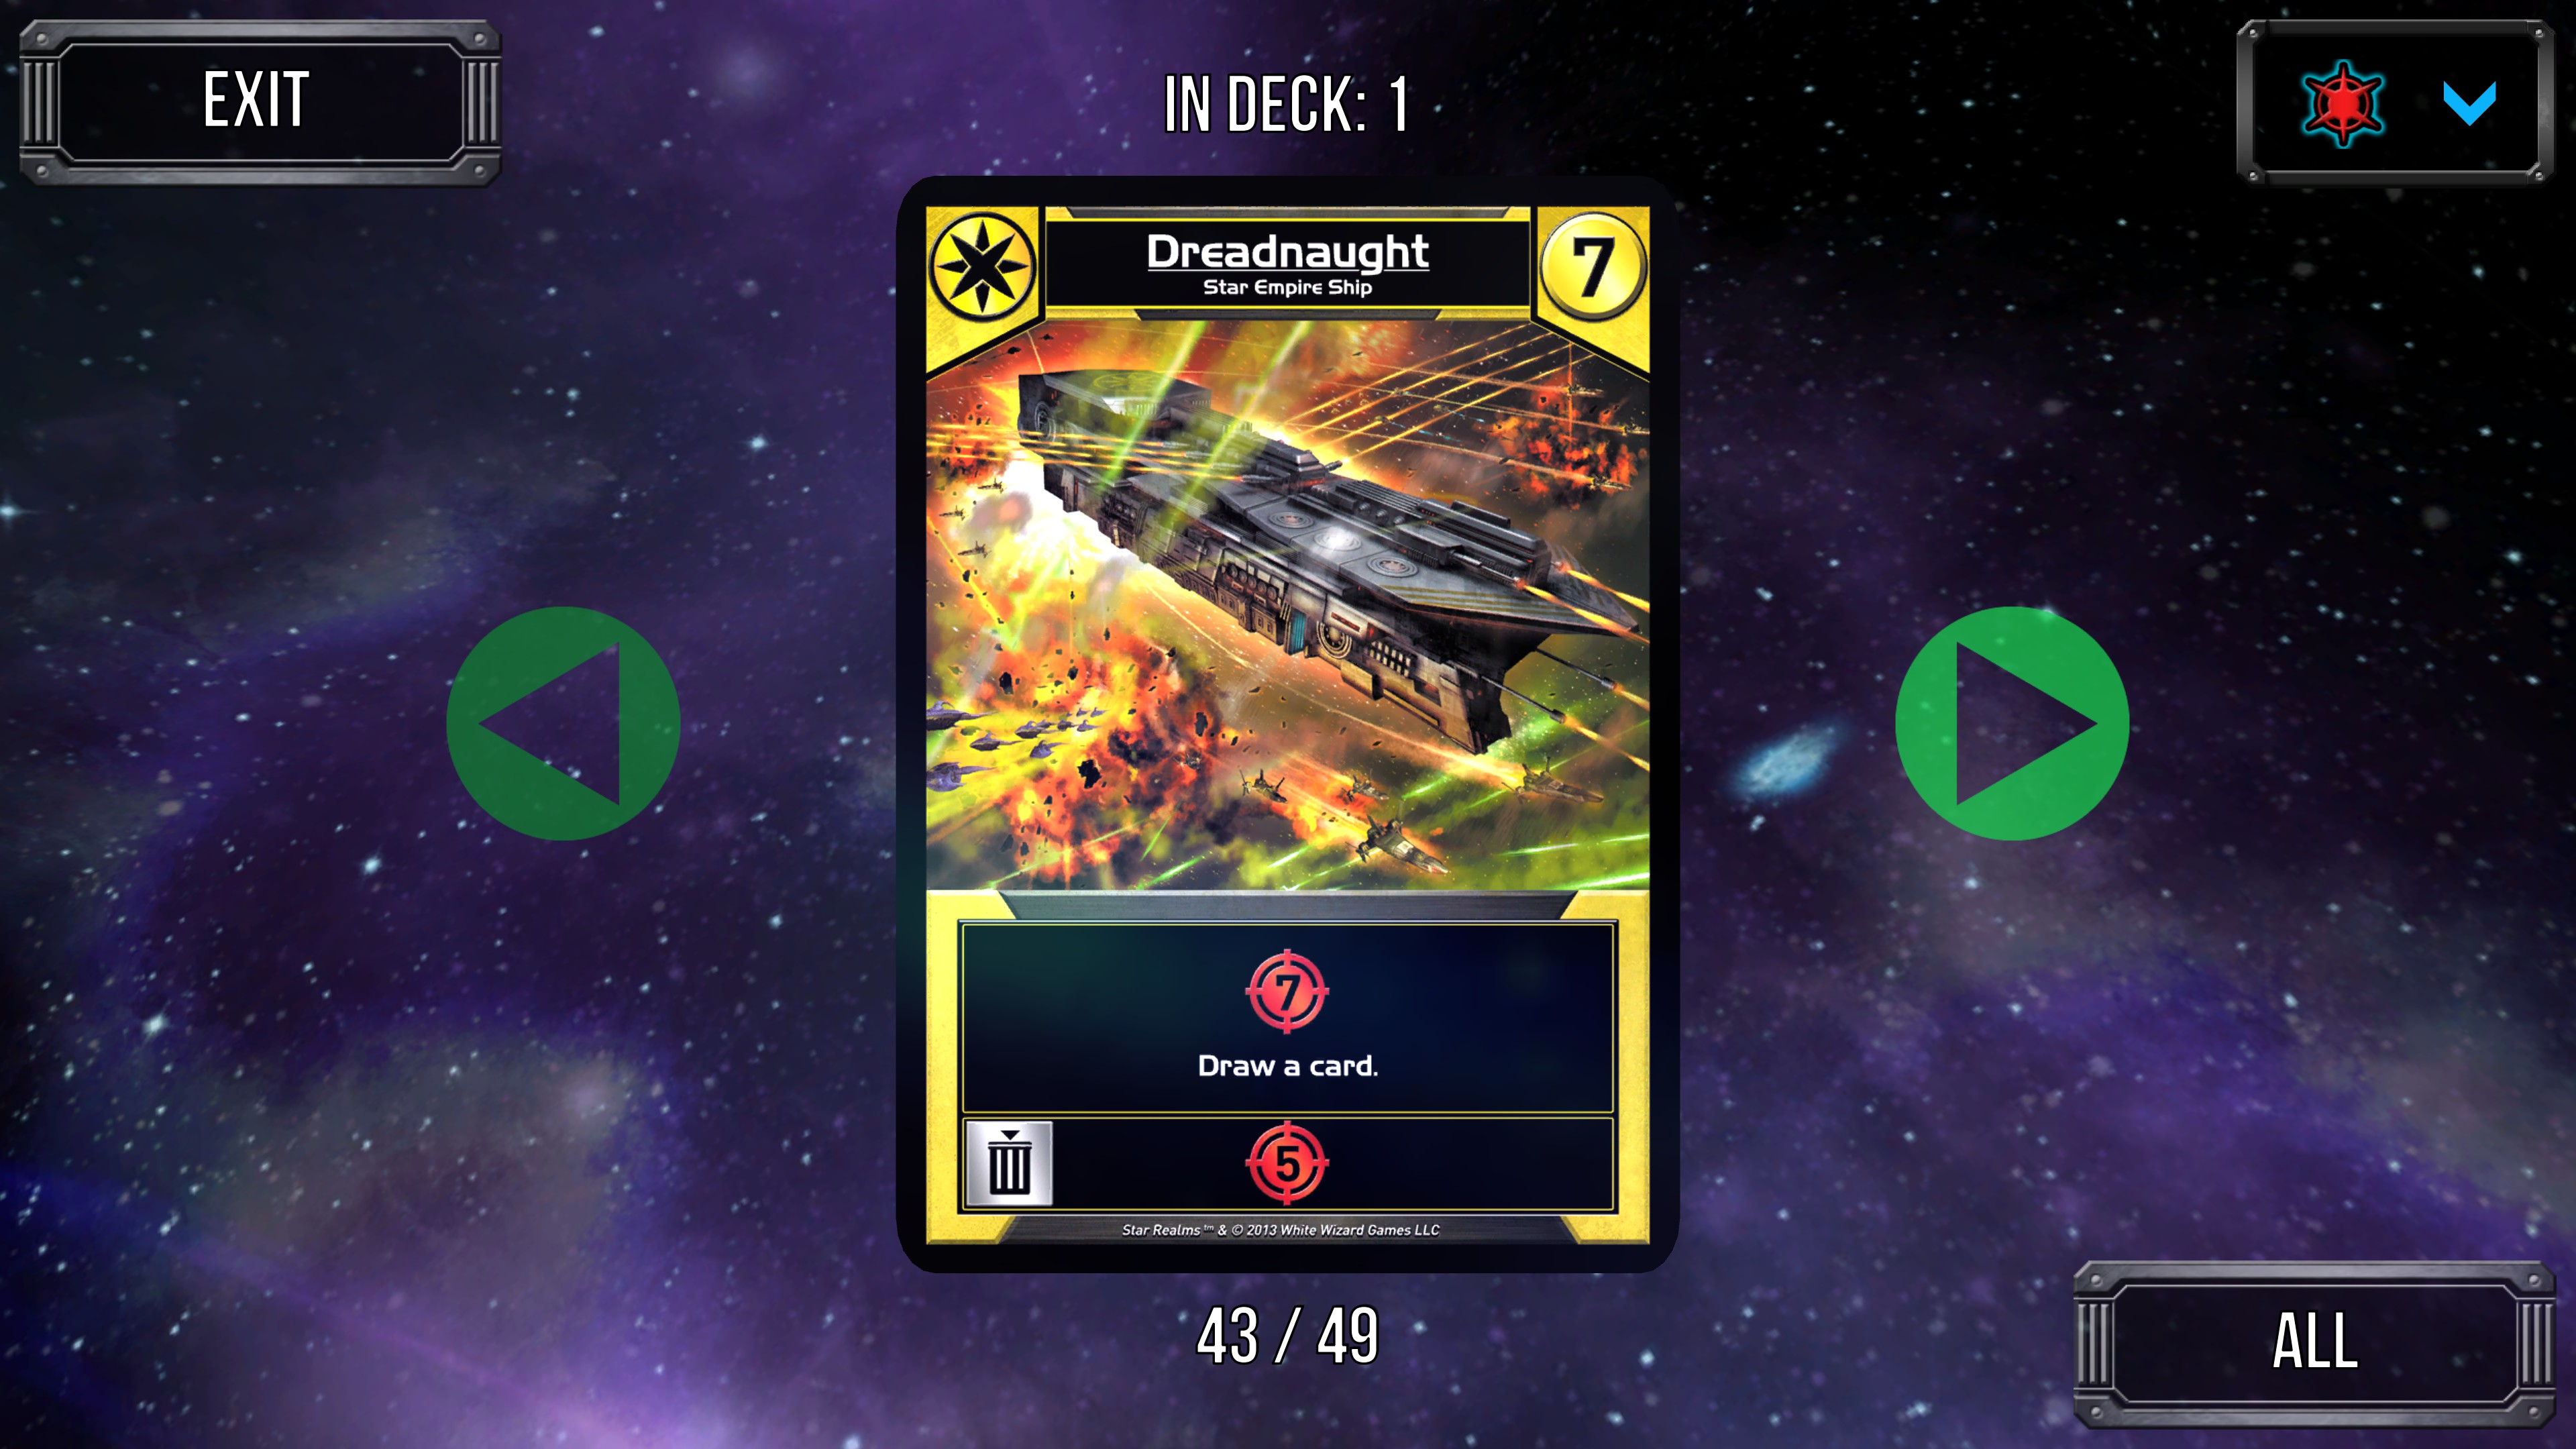 EXIT
IN DECK: 1
Dreadnaught
Star Empire Ship
7
7
Draw a card.
5
Star Realms™ & © 2013 White Wizard Games LLC
43 / 49
ALL